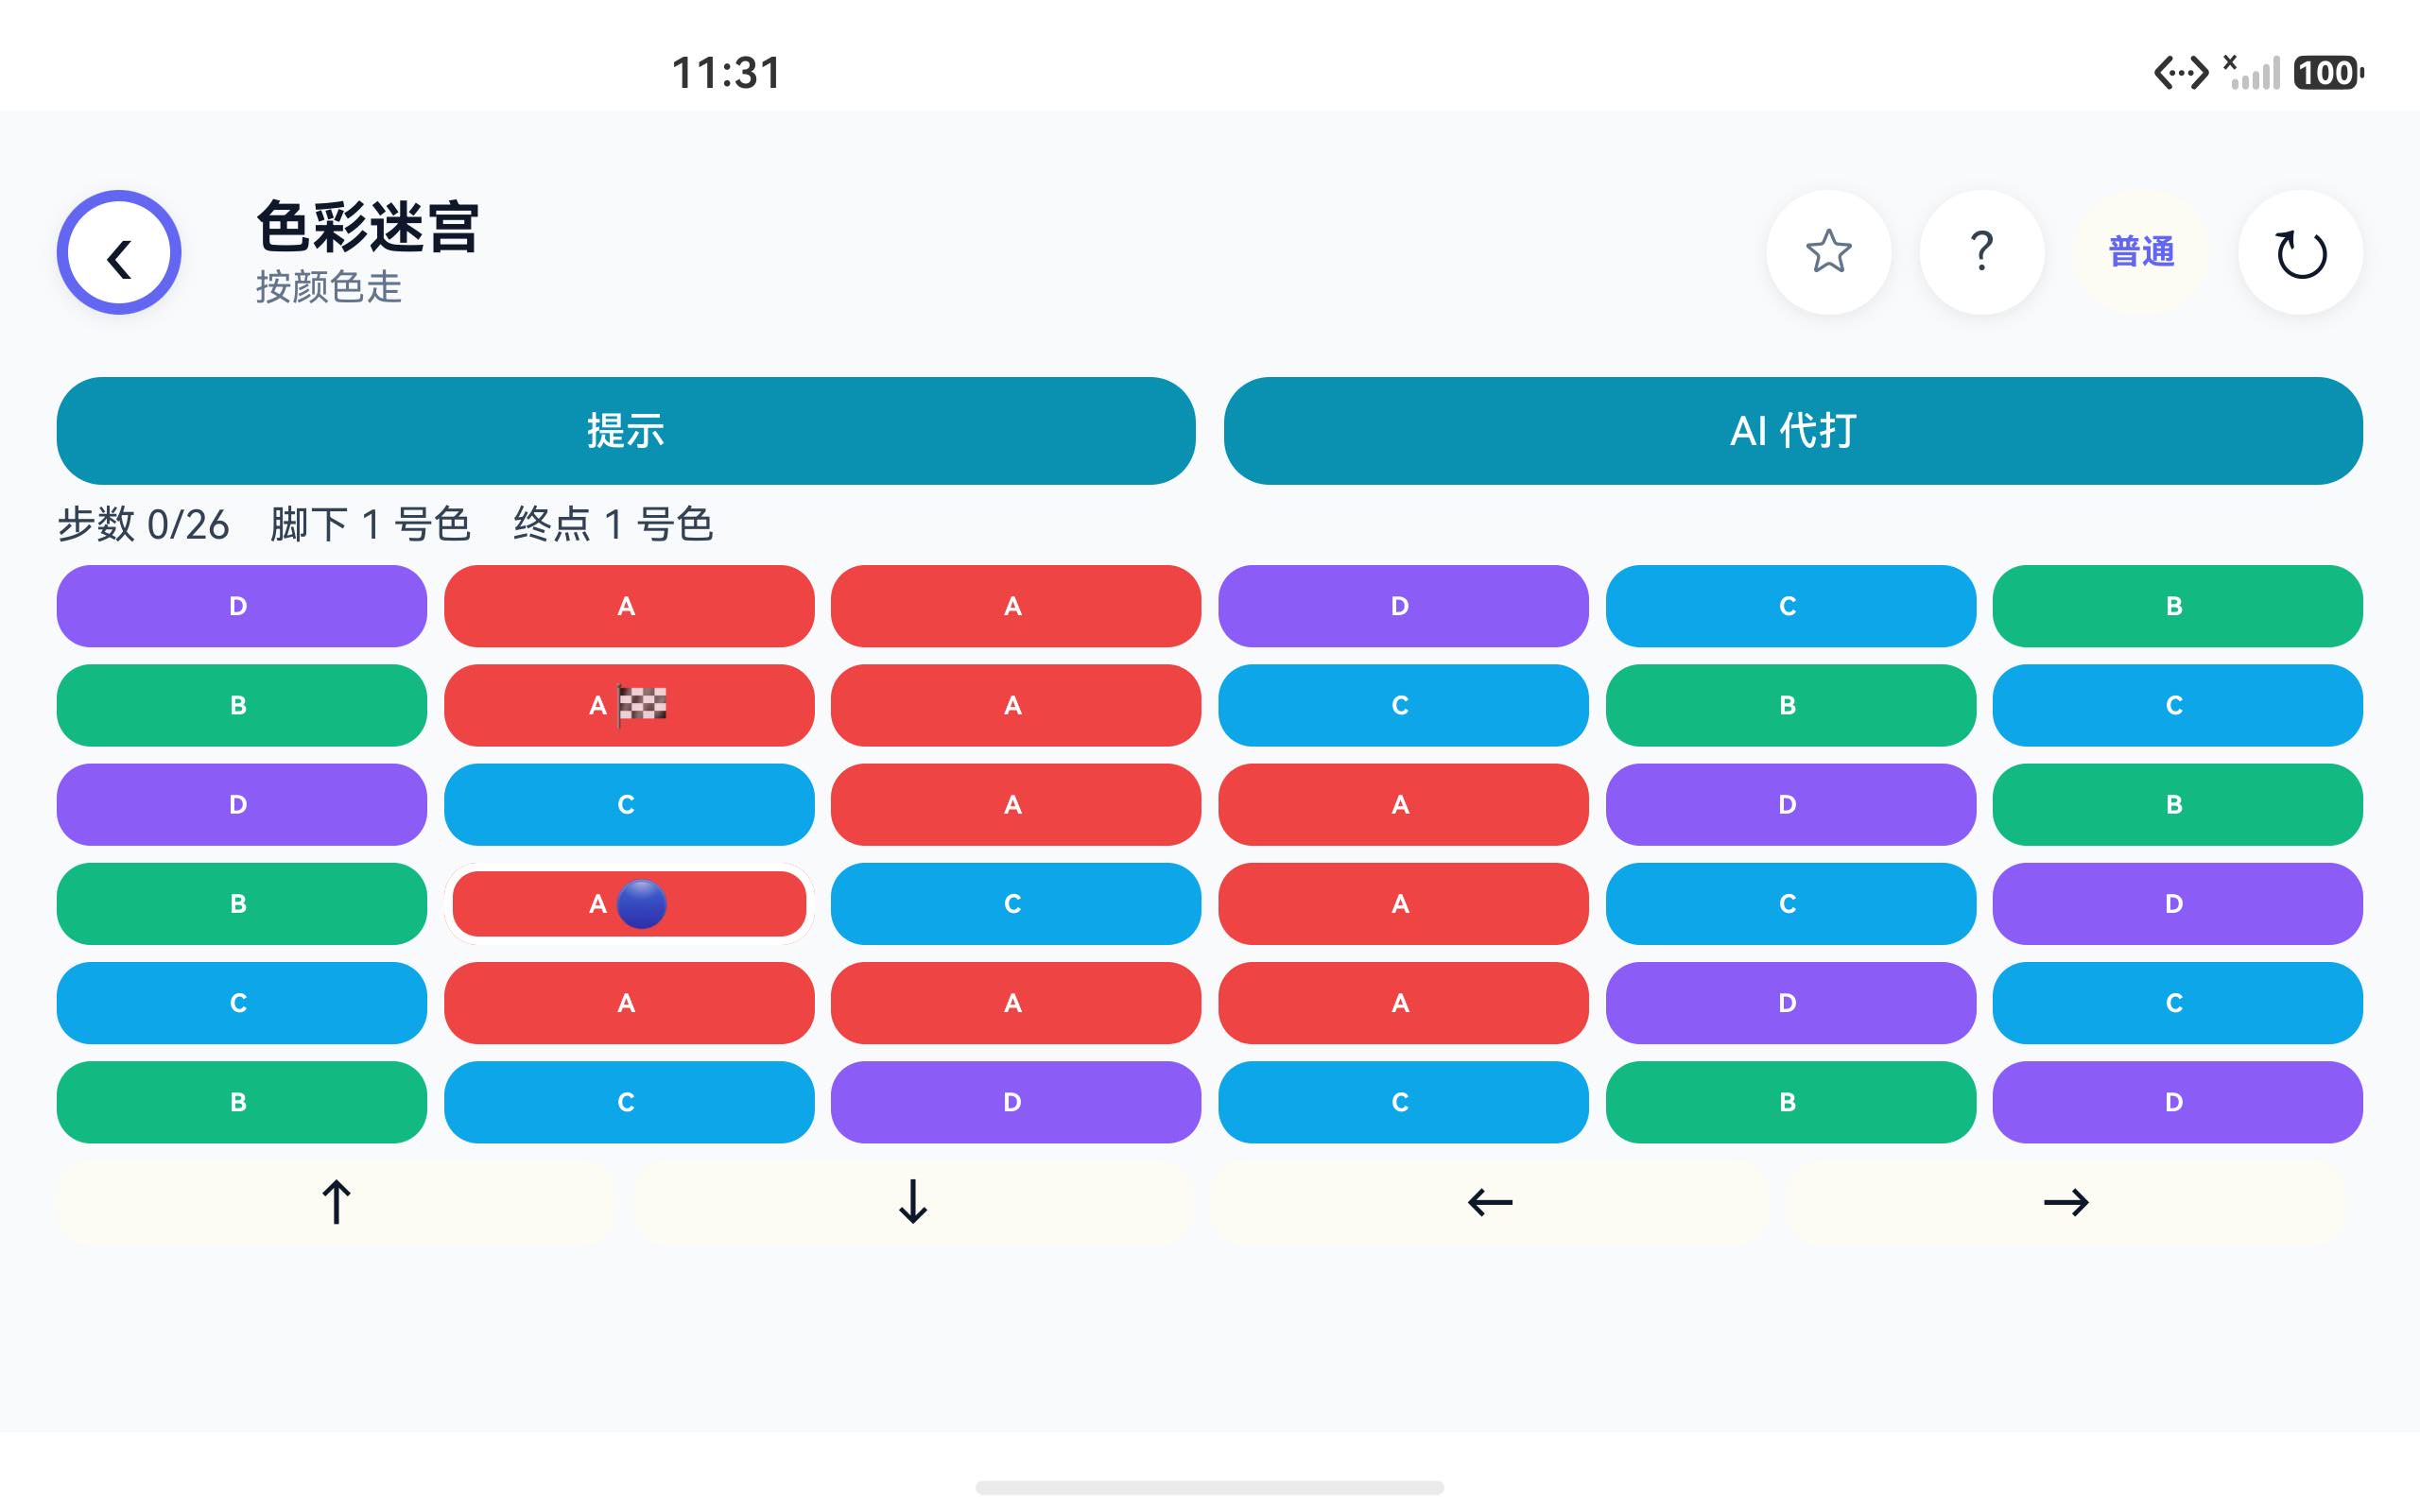 11:31
100
色彩迷宫
按颜色走
?
普通
提示
AI 代打
步数 0/26 脚下 1 号色 终点 1 号色
D A A D C B
B A A C B C
D C A A D B
B A C A C D
C A A A D C
B C D C B D
↑ ↓ ← →